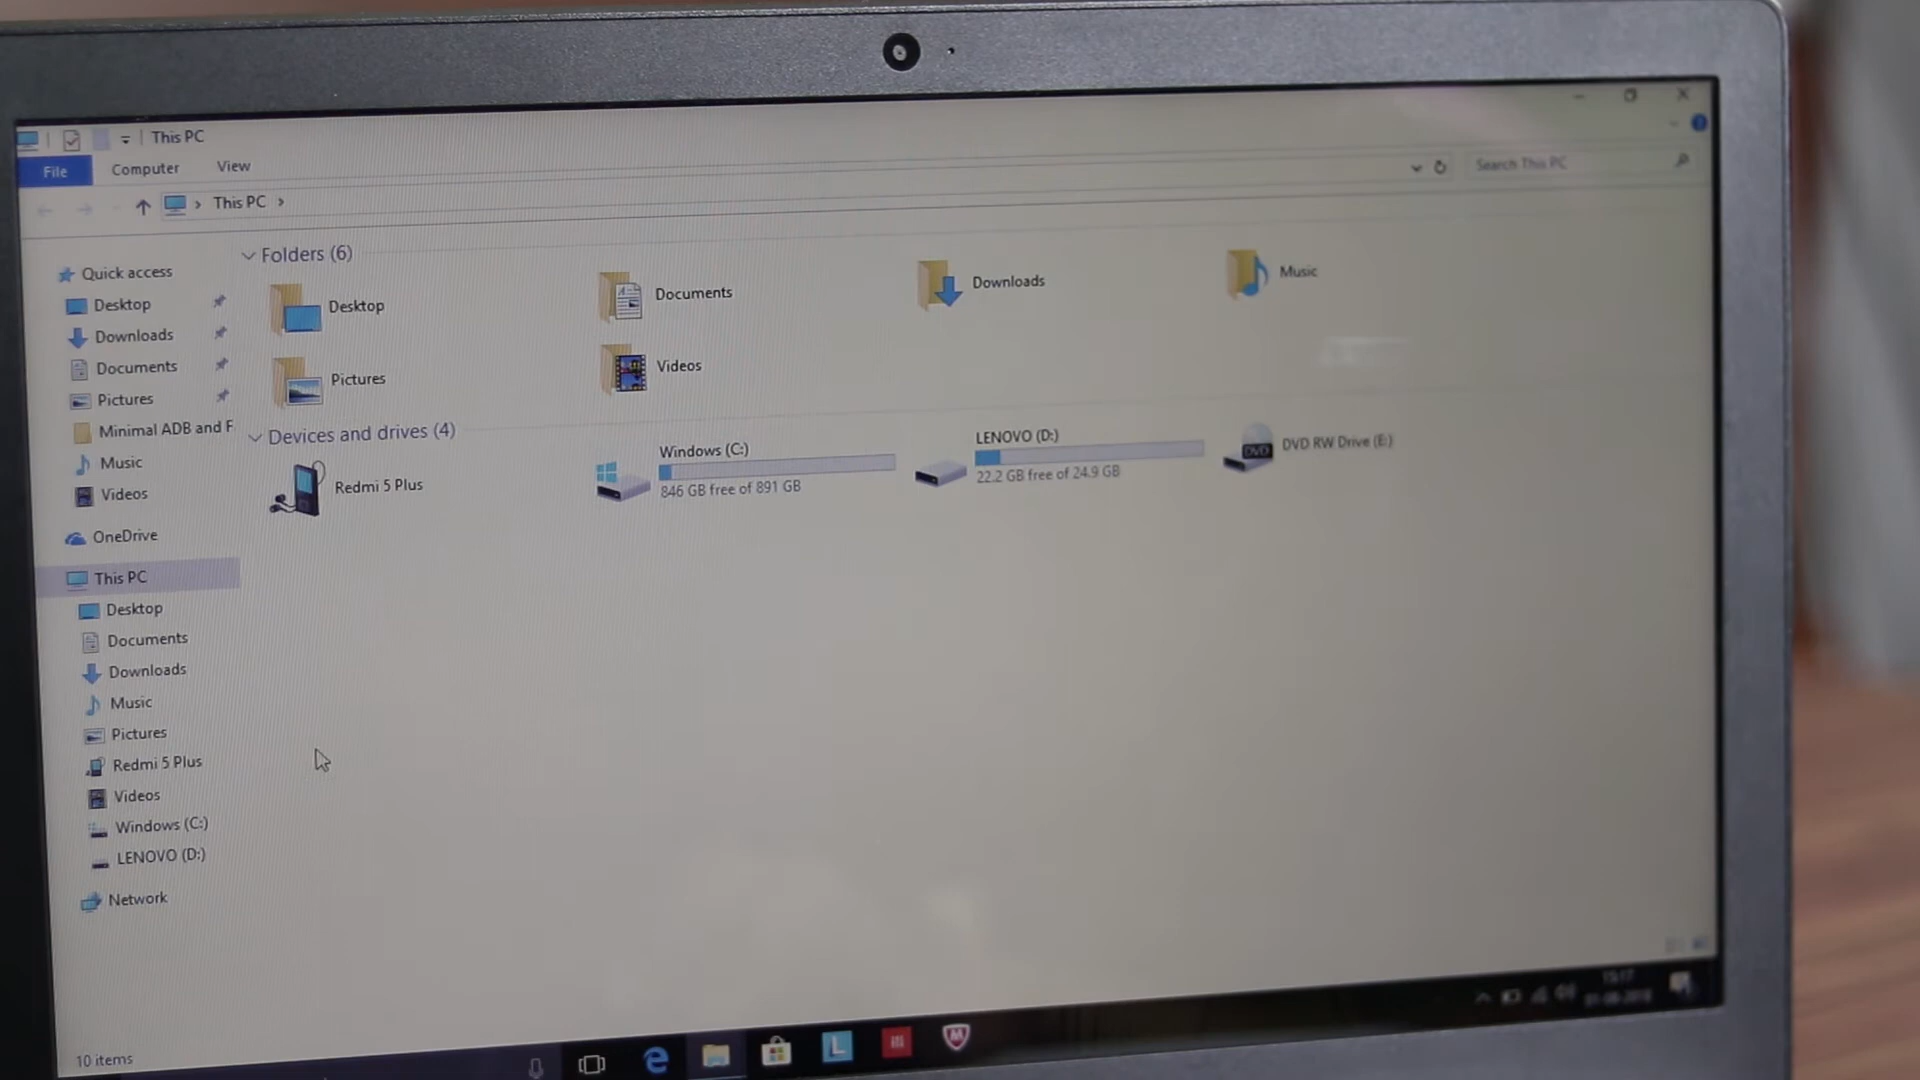 This PC
File Computer View
This PC
Search This PC
Quick access
Desktop
Downloads
Documents
Pictures
Minimal ADB and F
Music
Videos
OneDrive
This PC
Desktop
Documents
Downloads
Music
Pictures
Redmi 5 Plus
Videos
Windows (C:)
LENOVO (D:)
Network
Folders (6)
Desktop
Documents
Downloads
Music
Pictures
Videos
Devices and drives (4)
Redmi 5 Plus
Windows (C:)
846 GB free of 891 GB
LENOVO (D:)
22.2 GB free of 24.9 GB
DVD
DVD RW Drive (E:)
10 items
L